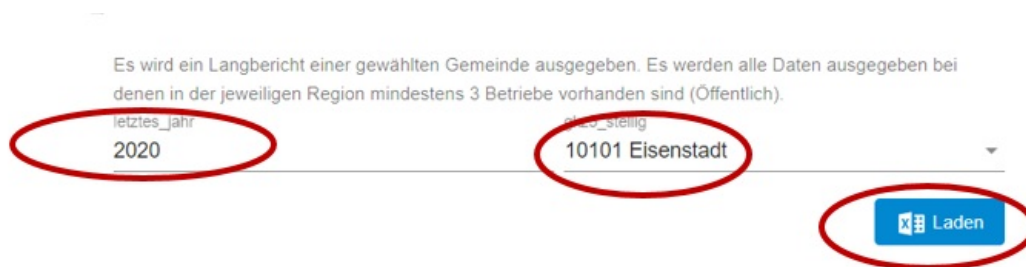 Es wird ein Langbericht einer gewählten Gemeinde ausgegeben. Es werden alle Daten ausgegeben bei
denen in der jeweiligen Region mindestens 3 Betriebe vorhanden sind (Öffentlich).
letztes_jahr
2020
10101 Eisenstadt
Laden